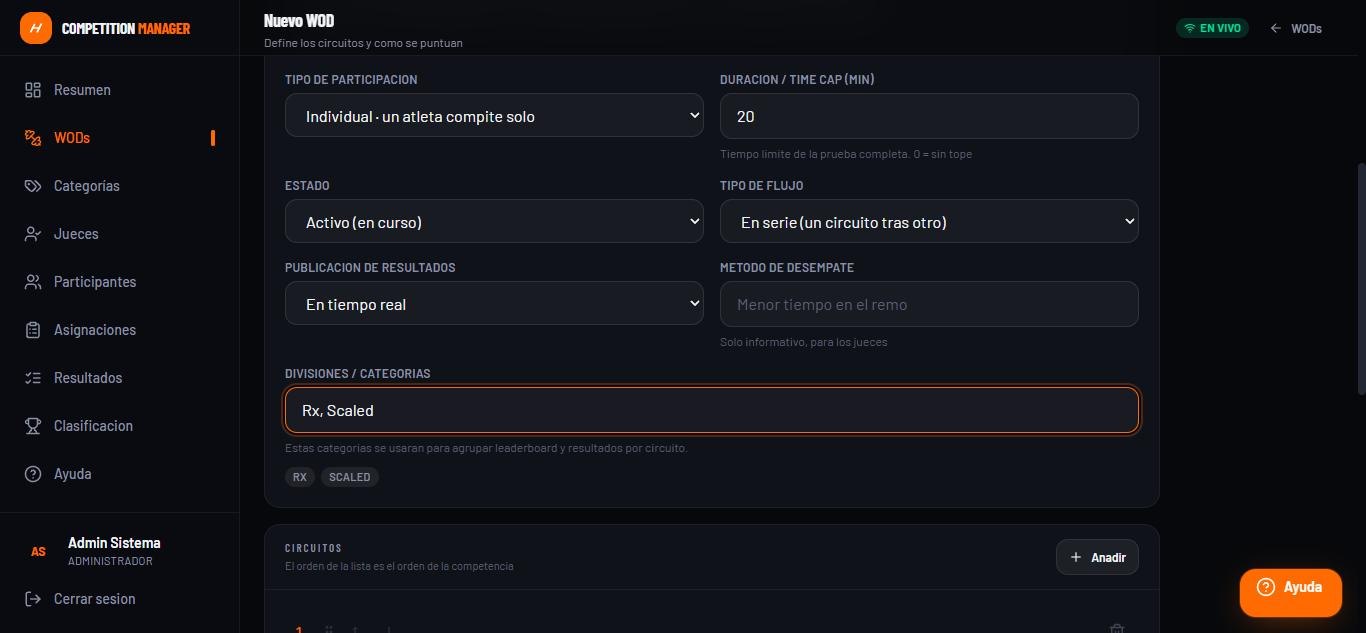 COMPETITION MANAGER
Resumen
WODs
Categorías
Jueces
Participantes
Asignaciones
Resultados
Clasificacion
Ayuda
AS
Admin Sistema
ADMINISTRADOR
Cerrar sesion
Nuevo WOD
Define los circuitos y como se puntuan
EN VIVO
WODs
TIPO DE PARTICIPACION
Individual · un atleta compite solo
DURACION / TIME CAP (MIN)
20
Tiempo limite de la prueba completa. 0 = sin tope
ESTADO
Activo (en curso)
TIPO DE FLUJO
En serie (un circuito tras otro)
PUBLICACION DE RESULTADOS
En tiempo real
METODO DE DESEMPATE
Menor tiempo en el remo
Solo informativo, para los jueces
DIVISIONES / CATEGORIAS
Rx, Scaled
Estas categorias se usaran para agrupar leaderboard y resultados por circuito.
RX SCALED
CIRCUITOS
El orden de la lista es el orden de la competencia
Anadir
1
Ayuda